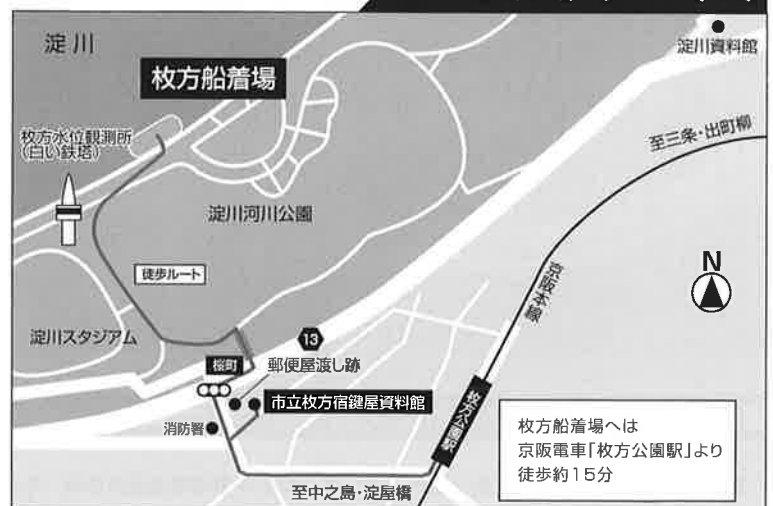 淀川
淀川資料館
枚方船着場
枚方水位観測所
(白い鉄塔)
至三条・出町柳
淀川河川公園
N
徒歩ルート
京阪本線
淀川スタジアム
13
桜町
郵便屋渡し跡
市立枚方宿鍵屋資料館
消防署
枚方公園駅
枚方船着場へは
京阪電車「枚方公園駅」より
徒歩約15分
至中之島・淀屋橋